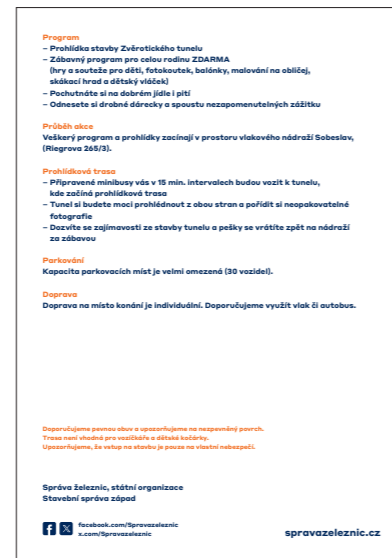 Program
– Prohlídka stavby Zvěrotického tunelu
– Zábavný program pro celou rodinu ZDARMA
(hry a souteže pro děti, fotokoutek, balónky, malování na obličej,
skákací hrad a dětský vláček)
– Pochutnáte si na dobrém jídle i pití
– Odnesete si drobné dárecky a spoustu nezapomenutelných zážitku
Průběh akce
Veškerý program a prohlídky zacínají v prostoru vlakového nádraží Sobeslav,
(Riegrova 265/3).
Prohlídková trasa
– Připravené minibusy vás v 15 min. intervalech budou vozit k tunelu,
kde začíná prohlídková trasa
– Tunel si budete moci prohlédnout z obou stran a pořídit si neopakovatelné
fotografie
– Dozvíte se zajímavosti ze stavby tunelu a pešky se vrátíte zpět na nádraží
za zábavou
Parkování
Kapacita parkovacích míst je velmi omezená (30 vozidel).
Doprava
Doprava na místo konání je individuální. Doporučujeme využít vlak či autobus.
Doporučujeme pevnou obuv a upozorňujeme na nezpevněný povrch.
Trasa není vhodná pro vozíčkáře a dětské kočárky.
Upozorňujeme, že vstup na stavbu je pouze na vlastní nebezpečí.
Správa železnic, státní organizace
Stavební správa západ
facebook.com/Spravazeleznic
x.com/Spravazeleznic
spravazeleznic.cz